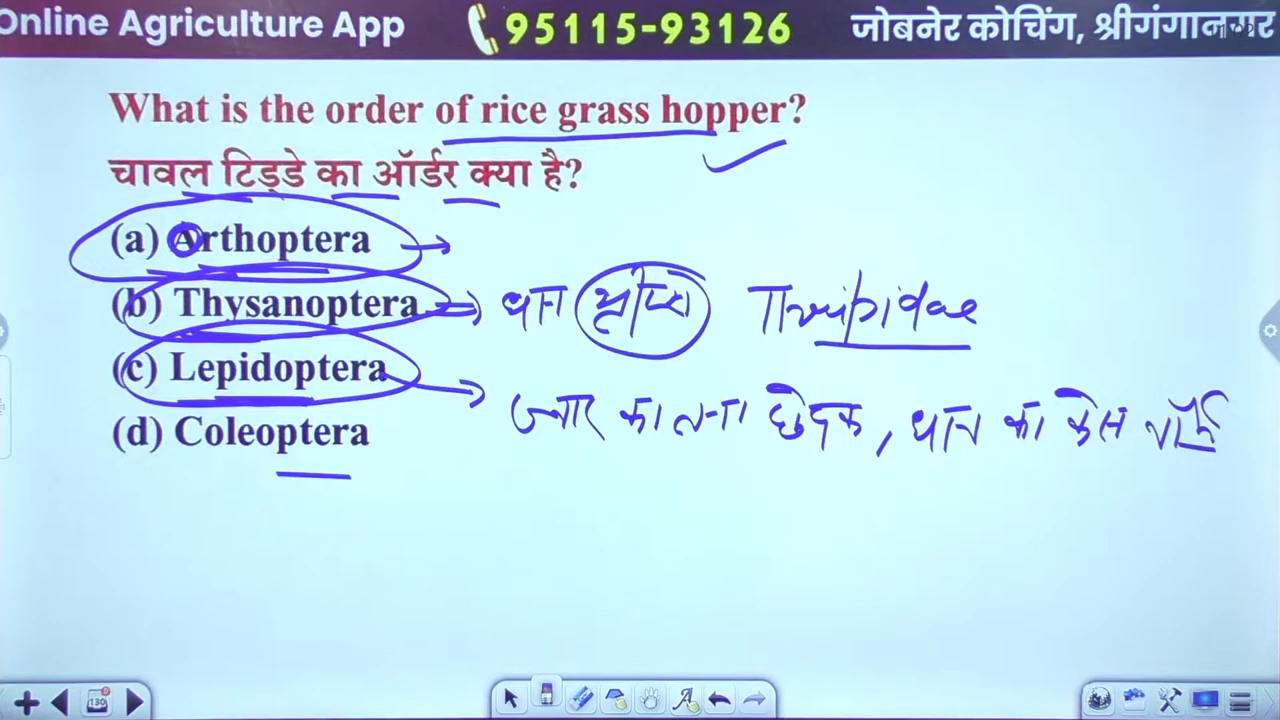 Online Agriculture App 95115-93126 जोबनेर कोचिंग, श्रीगंगानगर
What is the order of rice grass hopper?
चावल टिड्डे का ऑर्डर क्या है?
(a) Arthoptera
(b) Thysanoptera → धान थ्रिप्स Thripidae
(c) Lepidoptera → ज्वार का तना छेदक, धान का केस वॉर्म
(d) Coleoptera
130